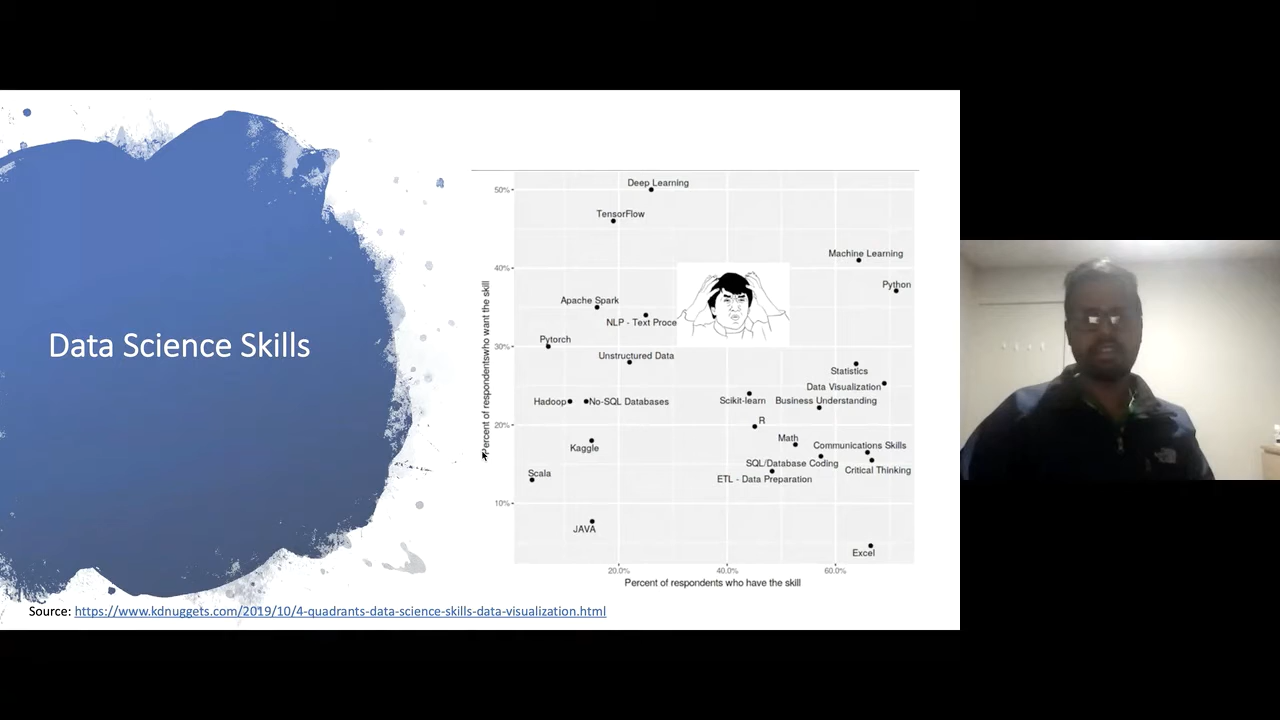 Data Science Skills
Percent of respondentswho want the skill
50%
40%
30%
20%
10%
Deep Learning
TensorFlow
Machine Learning
Python
Apache Spark
NLP - Text Proce
Pytorch
Unstructured Data
Statistics
Data Visualization
Hadoop
No-SQL Databases
Scikit-learn
Business Understanding
R
Kaggle
Math
Communications Skills
SQL/Database Coding
Critical Thinking
Scala
ETL - Data Preparation
JAVA
Excel
20.0%
40.0%
60.0%
Percent of respondents who have the skill
Source: https://www.kdnuggets.com/2019/10/4-quadrants-data-science-skills-data-visualization.html